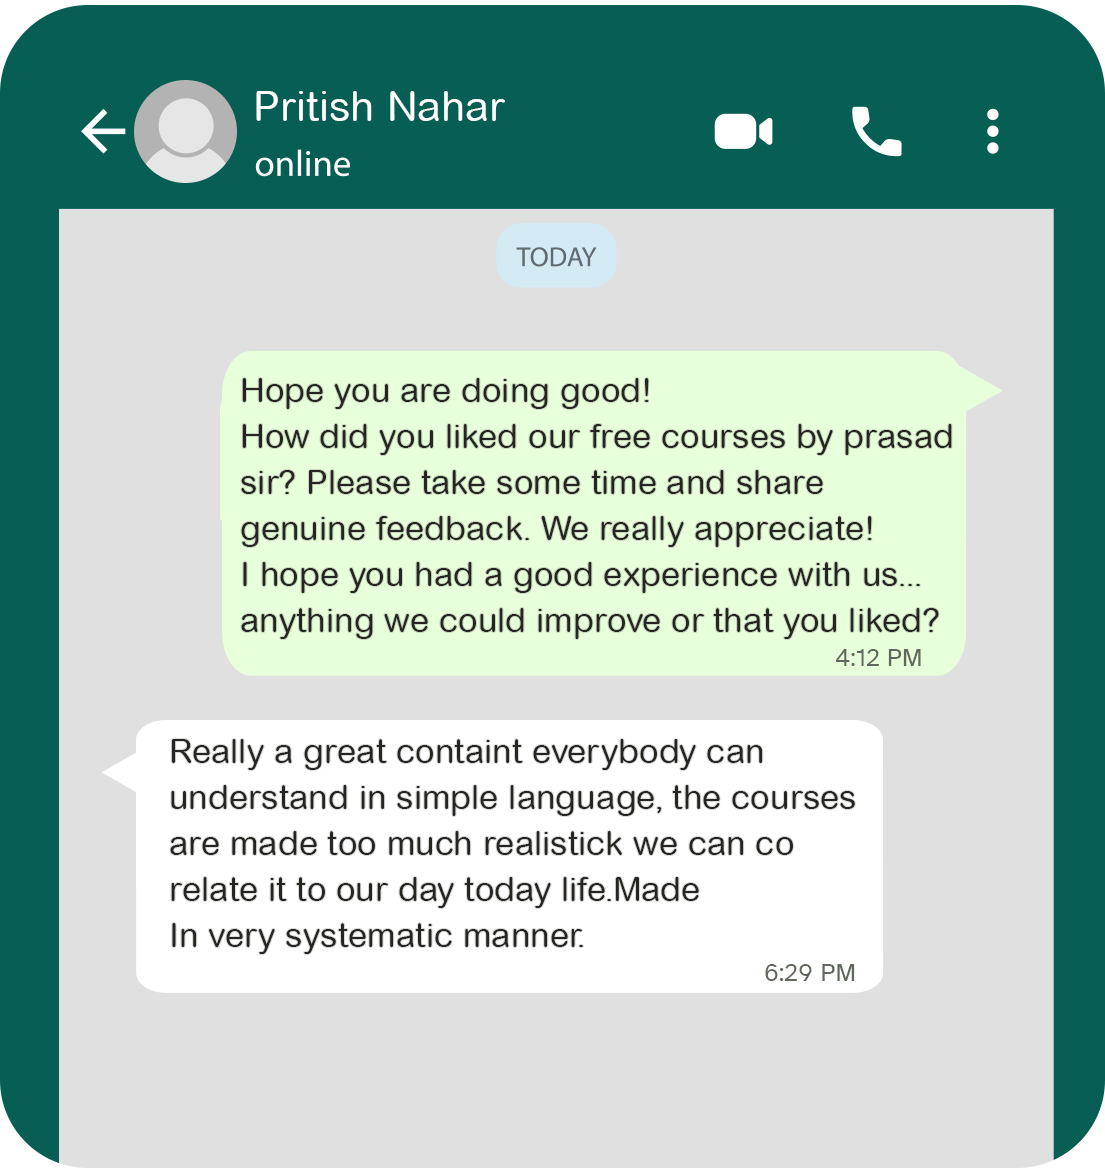 Pritish Nahar
online
TODAY
Hope you are doing good!
How did you liked our free courses by prasad
sir? Please take some time and share
genuine feedback. We really appreciate!
I hope you had a good experience with us...
anything we could improve or that you liked?
4:12 PM
Really a great containt everybody can
understand in simple language, the courses
are made too much realistick we can co
relate it to our day today life.Made
In very systematic manner.
6:29 PM